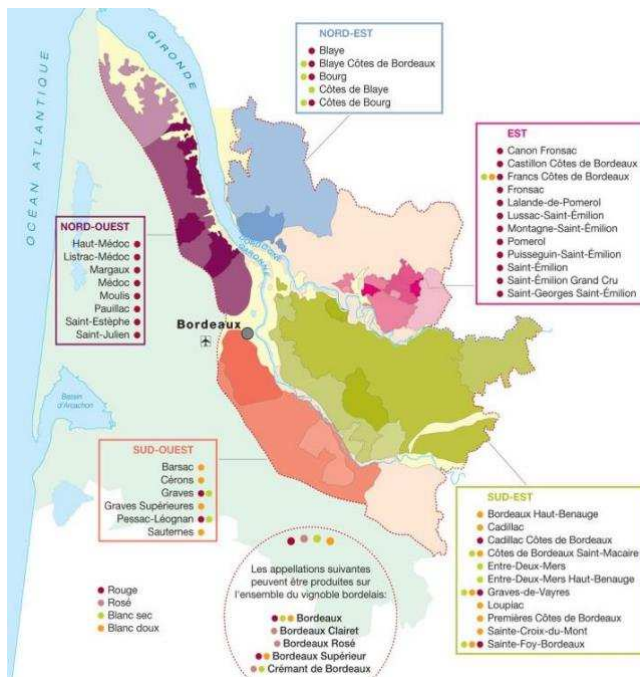 OCÉAN ATLANTIQUE
GIRONDE
NORD-EST
Blaye
Blaye Côtes de Bordeaux
Bourg
Côtes de Blaye
Côtes de Bourg
EST
Canon Fronsac
Castillon Côtes de Bordeaux
Francs Côtes de Bordeaux
Fronsac
Lalande-de-Pomerol
Lussac-Saint-Émilion
Montagne-Saint-Émilion
Pomerol
Puisseguin-Saint-Émilion
Saint-Émilion
Saint-Émilion Grand Cru
Saint-Georges Saint-Émilion
NORD-OUEST
Haut-Médoc
Listrac-Médoc
Margaux
Médoc
Moulis
Pauillac
Saint-Estèphe
Saint-Julien
DORDOGNE
GARONNE
Bordeaux
Bassin
d'Arcachon
SUD-OUEST
Barsac
Cérons
Graves
Graves Supérieures
Pessac-Léognan
Sauternes
SUD-EST
Bordeaux Haut-Benauge
Cadillac
Cadillac Côtes de Bordeaux
Côtes de Bordeaux Saint-Macaire
Entre-Deux-Mers
Entre-Deux-Mers Haut-Benauge
Graves-de-Vayres
Loupiac
Premières Côtes de Bordeaux
Sainte-Croix-du-Mont
Sainte-Foy-Bordeaux
Rouge
Rosé
Blanc sec
Blanc doux
Les appellations suivantes
peuvent être produites sur
l'ensemble du vignoble bordelais:
Bordeaux
Bordeaux Clairet
Bordeaux Rosé
Bordeaux Supérieur
Crémant de Bordeaux